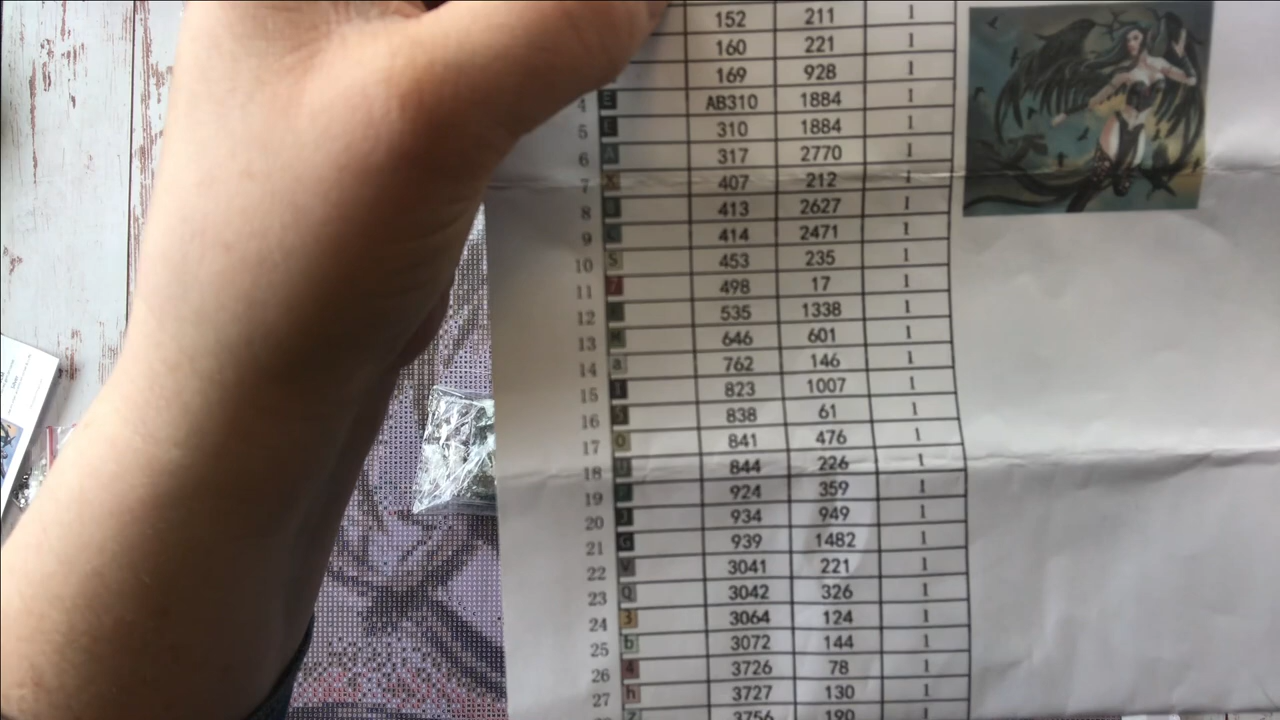 152 211 1
160 221 1
169 928 1
4 E AB310 1884 1
5 E 310 1884 1
6 A 317 2770 1
7 X 407 212 1
8 413 2627 1
9 C 414 2471 1
10 S 453 235 1
11 7 498 17 1
12 535 1338 1
13 646 601 1
14 a 762 146 1
15 823 1007 1
16 838 61 1
17 841 476 1
18 U 844 226 1
19 924 359 1
20 J 934 949 1
21 G 939 1482 1
22 V 3041 221 1
23 Q 3042 326 1
24 3 3064 124 1
25 b 3072 144 1
26 4 3726 78 1
27 h 3727 130 1
Z 3756 190 1